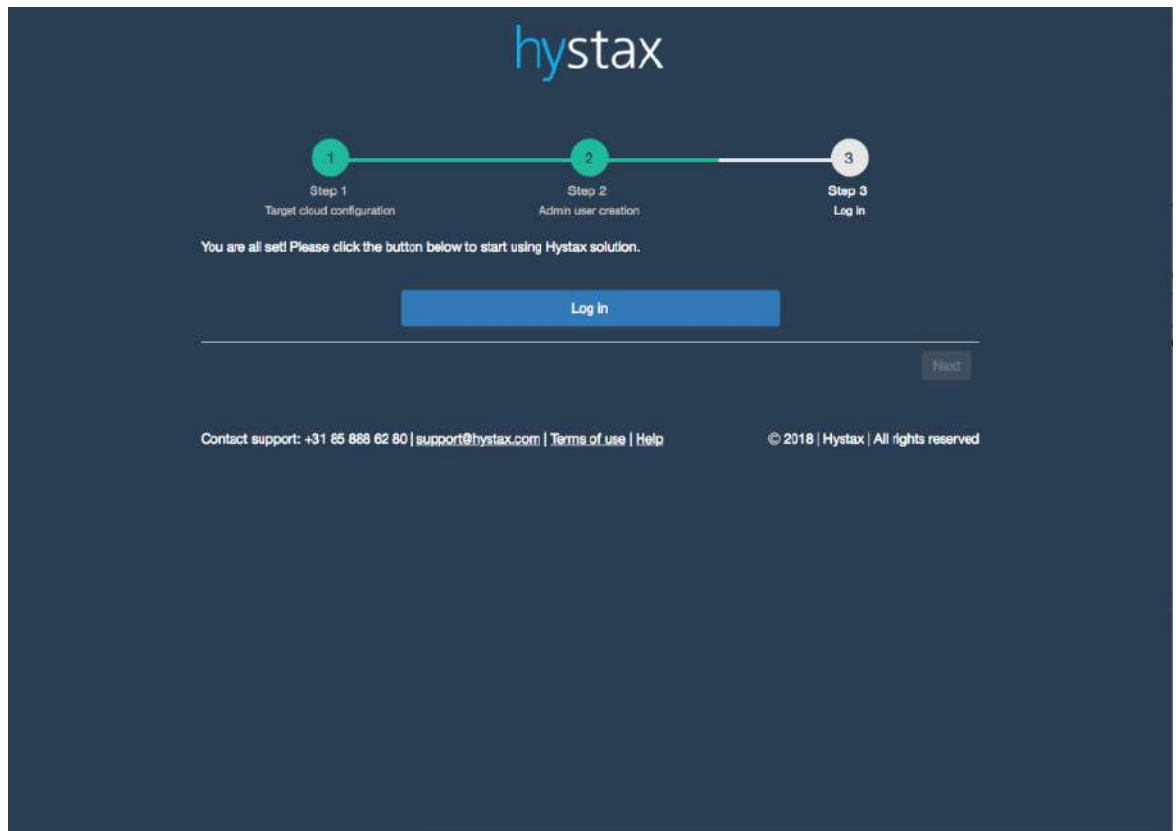 hystax
1 2 3
Step 1 Step 2 Step 3
Target cloud configuration Admin user creation Log in
You are all set! Please click the button below to start using Hystax solution.
Log in
Next
Contact support: +31 85 888 62 80 | support@hystax.com | Terms of use | Help © 2018 | Hystax | All rights reserved